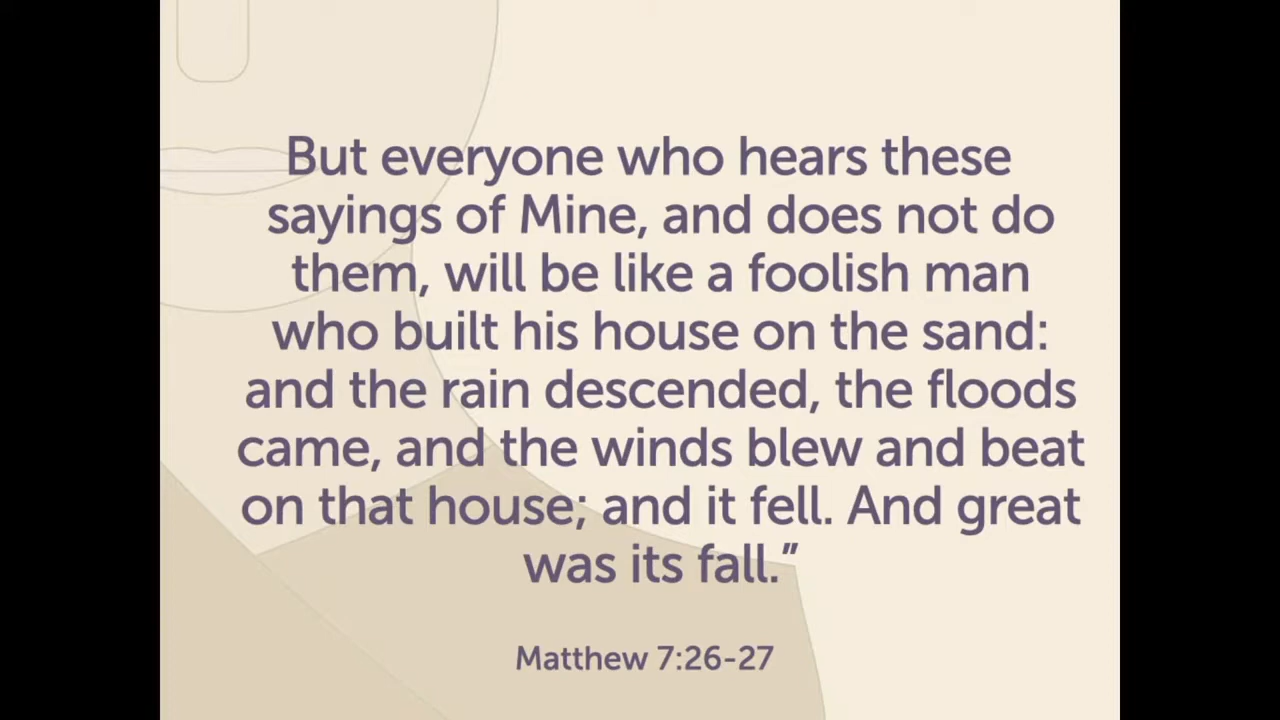 But everyone who hears these
sayings of Mine, and does not do
them, will be like a foolish man
who built his house on the sand:
and the rain descended, the floods
came, and the winds blew and beat
on that house; and it fell. And great
was its fall.”
Matthew 7:26-27